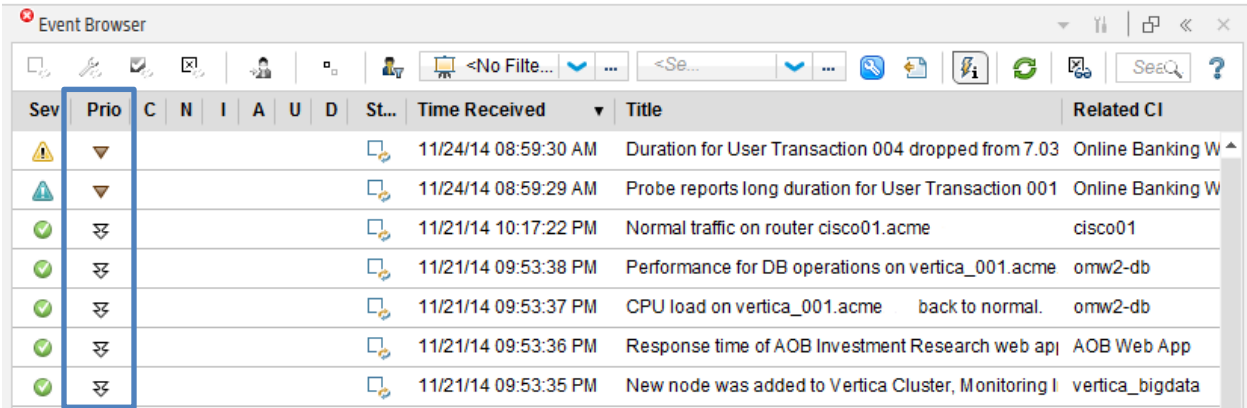 Event Browser
<No Filte... ... <Se... ... Sea ?
Sev Prio C N I A U D St... Time Received Title Related CI
11/24/14 08:59:30 AM Duration for User Transaction 004 dropped from 7.03 Online Banking W
11/24/14 08:59:29 AM Probe reports long duration for User Transaction 001 Online Banking W
11/21/14 10:17:22 PM Normal traffic on router cisco01.acme cisco01
11/21/14 09:53:38 PM Performance for DB operations on vertica_001.acme omw2-db
11/21/14 09:53:37 PM CPU load on vertica_001.acme back to normal. omw2-db
11/21/14 09:53:36 PM Response time of AOB Investment Research web ap AOB Web App
11/21/14 09:53:35 PM New node was added to Vertica Cluster, Monitoring vertica_bigdata